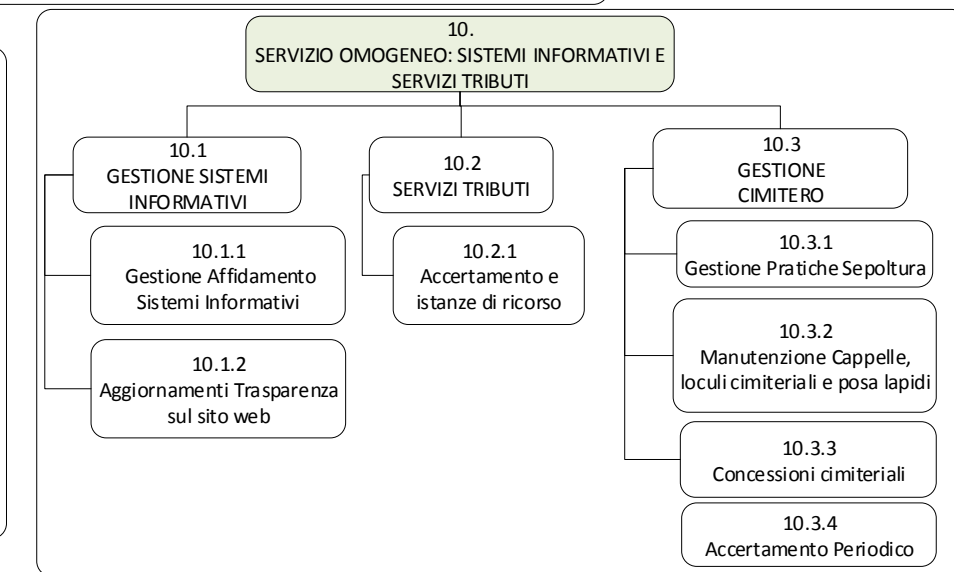 10.
SERVIZIO OMOGENEO: SISTEMI INFORMATIVI E
SERVIZI TRIBUTI
10.1
GESTIONE SISTEMI
INFORMATIVI
10.1.1
Gestione Affidamento
Sistemi Informativi
10.1.2
Aggiornamenti Trasparenza
sul sito web
10.2
SERVIZI TRIBUTI
10.2.1
Accertamento e
istanze di ricorso
10.3
GESTIONE
CIMITERO
10.3.1
Gestione Pratiche Sepoltura
10.3.2
Manutenzione Cappelle,
loculi cimiteriali e posa lapidi
10.3.3
Concessioni cimiteriali
10.3.4
Accertamento Periodico